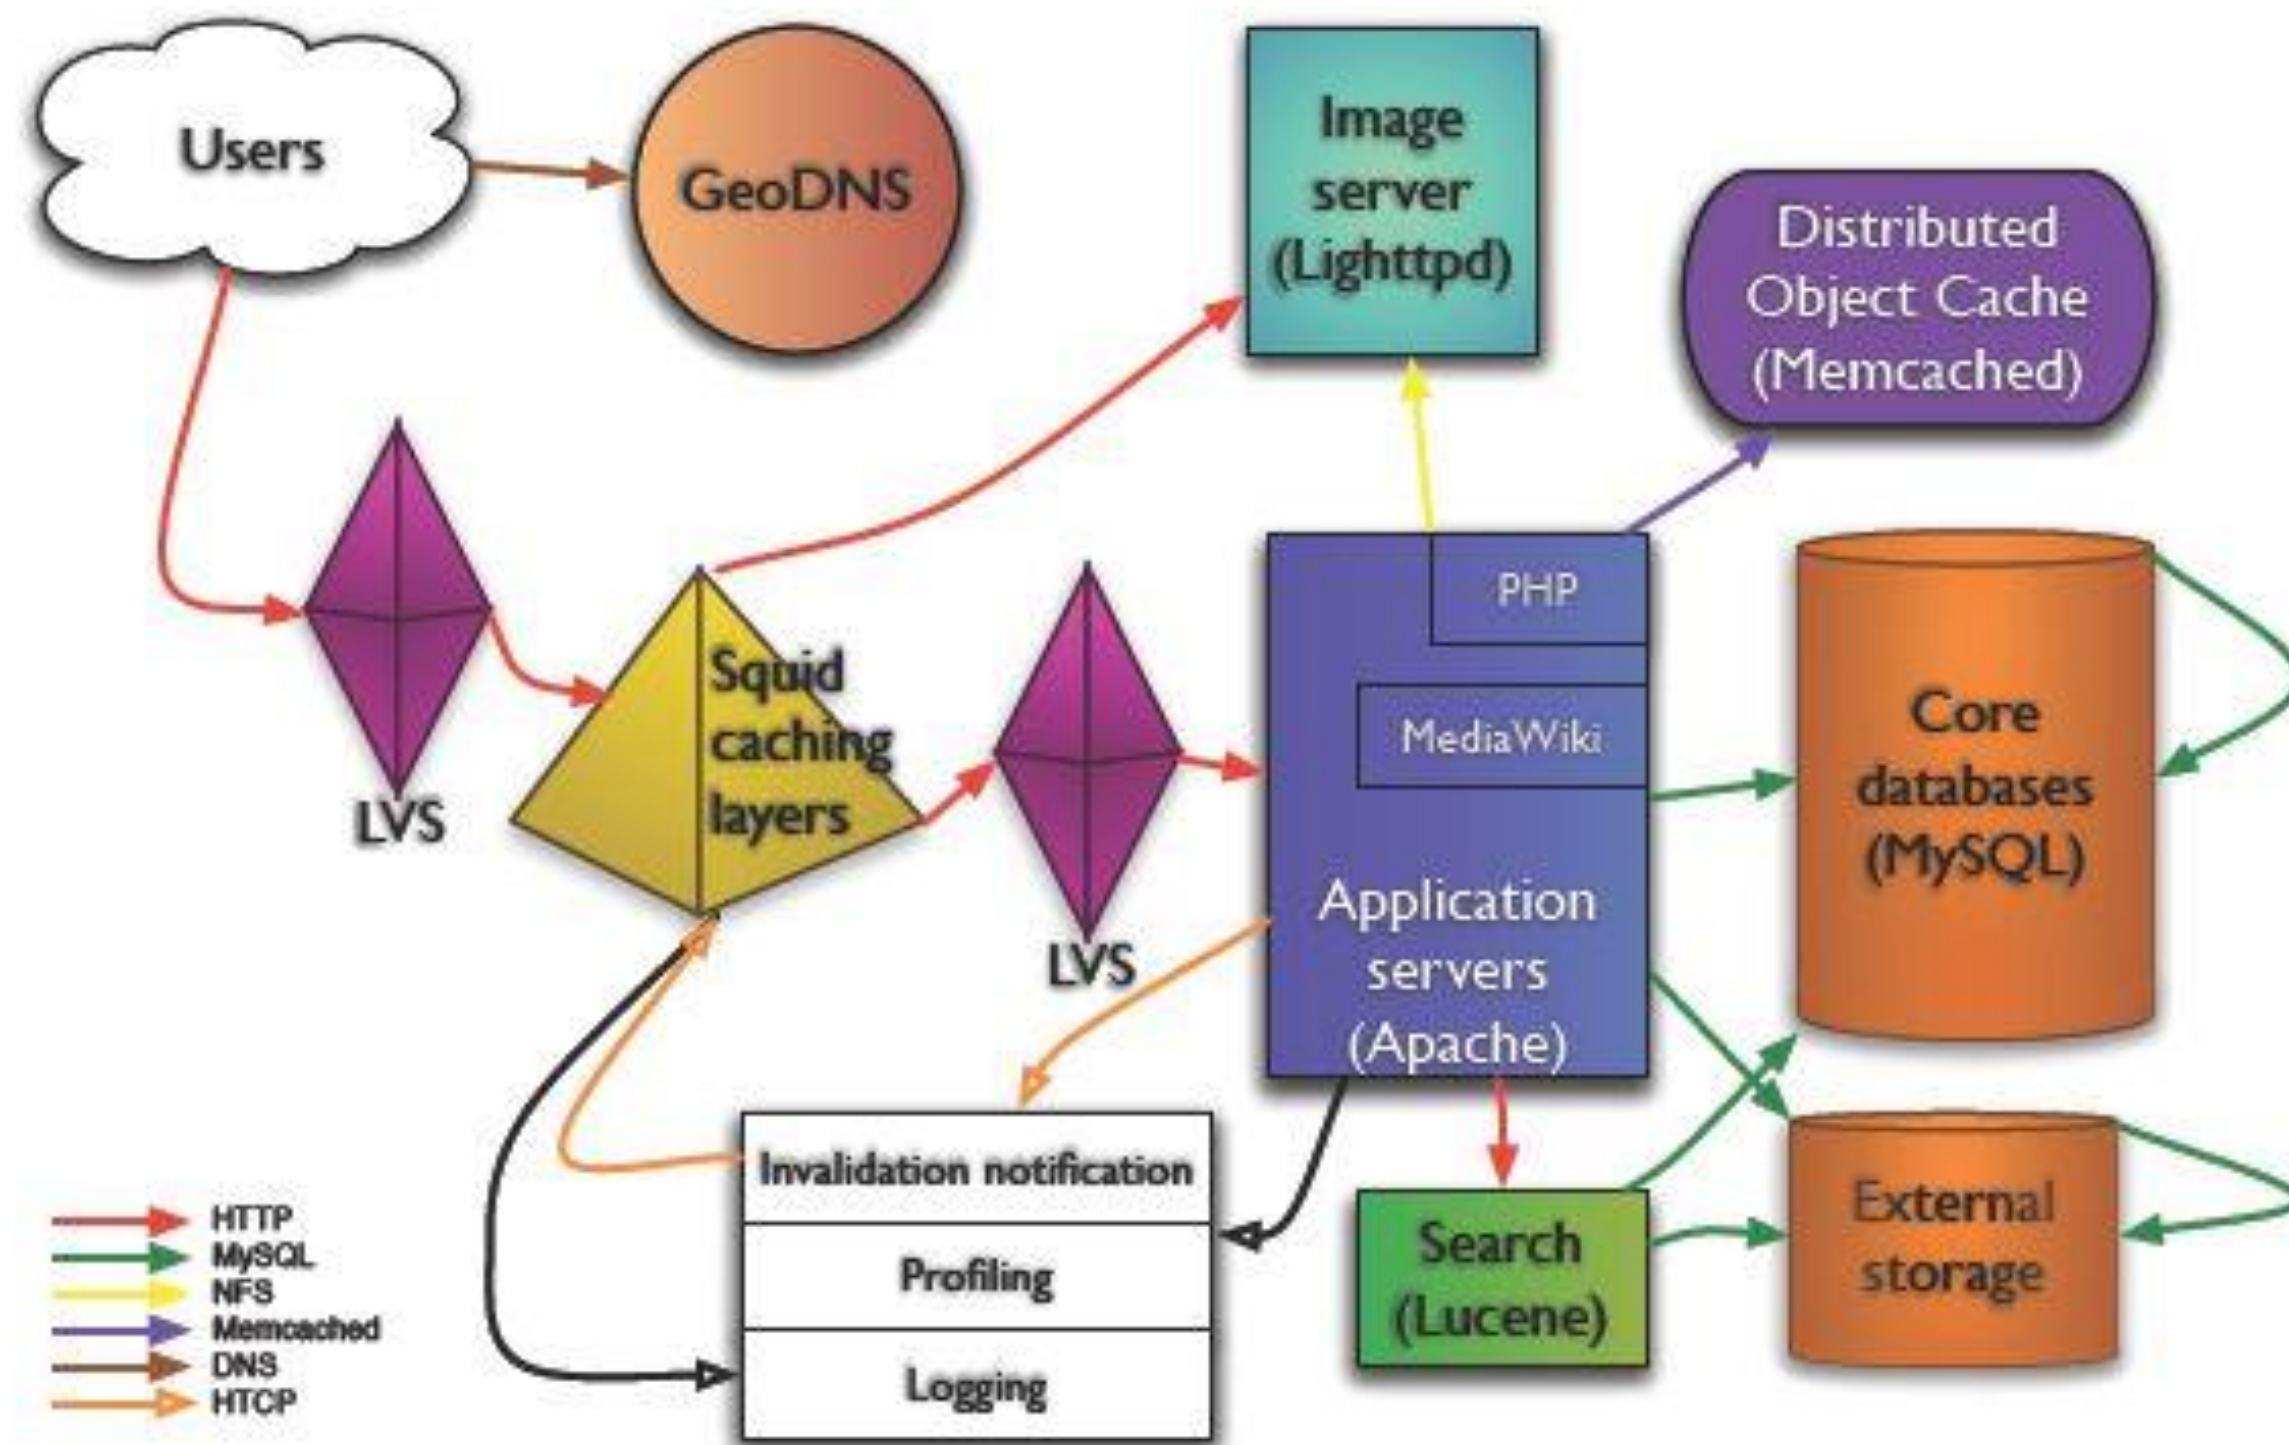 Users
GeoDNS
Image
server
(Lighttpd)
Distributed
Object Cache
(Memcached)
LVS
Squid
caching
layers
LVS
PHP
MediaWiki
Application
servers
(Apache)
Core
databases
(MySQL)
Invalidation notification
Profiling
Logging
Search
(Lucene)
External
storage
HTTP
MySQL
NFS
Memcached
DNS
HTCP